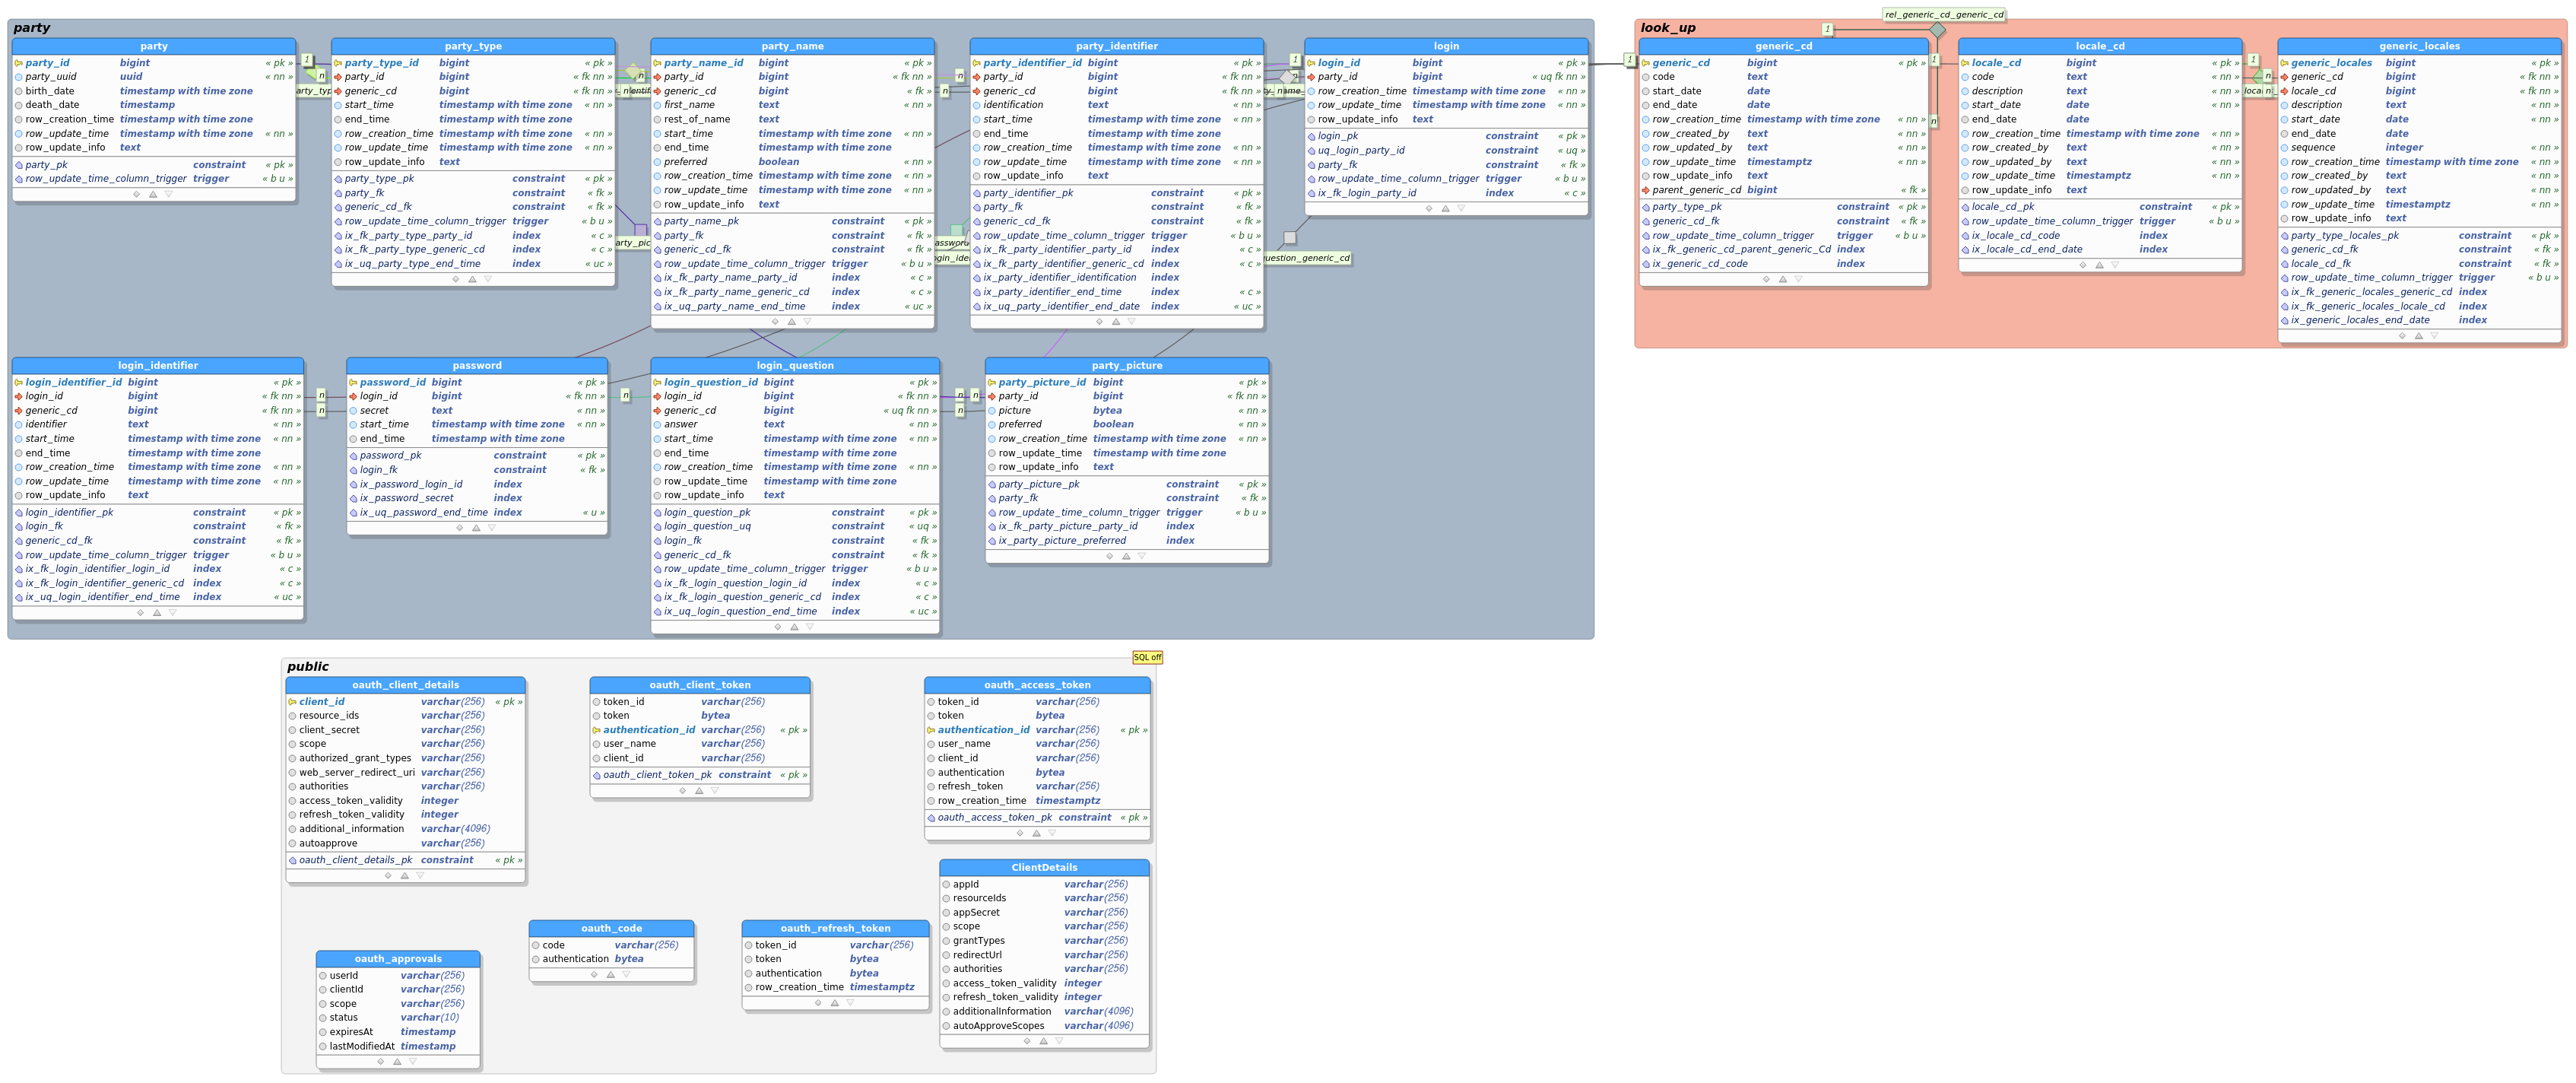 party
party
party_id bigint « pk »
party_uuid uuid « nn »
birth_date timestamp with time zone
death_date timestamp
row_creation_time timestamp with time zone
row_update_time timestamp with time zone « nn »
row_update_info text
party_pk constraint « pk »
row_update_time_column_trigger trigger « b u »
party_type
party_type_id bigint « pk »
party_id bigint « fk nn »
generic_cd bigint « fk nn »
start_time timestamp with time zone « nn »
end_time timestamp with time zone
row_creation_time timestamp with time zone « nn »
row_update_time timestamp with time zone « nn »
row_update_info text
party_type_pk constraint « pk »
party_fk constraint « fk »
generic_cd_fk constraint « fk »
row_update_time_column_trigger trigger « b u »
ix_fk_party_type_party_id index « c »
ix_fk_party_type_generic_cd index « c »
ix_uq_party_type_end_time index « uc »
party_name
party_name_id bigint « pk »
party_id bigint « fk nn »
generic_cd bigint « fk »
first_name text « nn »
rest_of_name text
start_time timestamp with time zone « nn »
end_time timestamp with time zone
preferred boolean « nn »
row_creation_time timestamp with time zone « nn »
row_update_time timestamp with time zone « nn »
row_update_info text
party_name_pk constraint « pk »
party_fk constraint « fk »
generic_cd_fk constraint « fk »
row_update_time_column_trigger trigger « b u »
ix_fk_party_name_party_id index « c »
ix_fk_party_name_generic_cd index « c »
ix_uq_party_name_end_time index « uc »
party_identifier
party_identifier_id bigint « pk »
party_id bigint « fk nn »
generic_cd bigint « fk nn »
identification text « nn »
start_time timestamp with time zone « nn »
end_time timestamp with time zone
row_creation_time timestamp with time zone « nn »
row_update_time timestamp with time zone « nn »
row_update_info text
party_identifier_pk constraint « pk »
party_fk constraint « fk »
generic_cd_fk constraint « fk »
row_update_time_column_trigger trigger « b u »
ix_fk_party_identifier_party_id index « c »
ix_fk_party_identifier_generic_cd index « c »
ix_party_identifier_identification index
ix_party_identifier_end_time index « c »
ix_uq_party_identifier_end_date index « uc »
login
login_id bigint « pk »
party_id bigint « uq fk nn »
row_creation_time timestamp with time zone « nn »
row_update_time timestamp with time zone « nn »
row_update_info text
login_pk constraint « pk »
uq_login_party_id constraint « uq »
party_fk constraint « fk »
row_update_time_column_trigger trigger « b u »
ix_fk_login_party_id index « c »
uestion_generic_cd
login_identifier
login_identifier_id bigint « pk »
login_id bigint « fk nn »
generic_cd bigint « fk nn »
identifier text « nn »
start_time timestamp with time zone « nn »
end_time timestamp with time zone
row_creation_time timestamp with time zone « nn »
row_update_time timestamp with time zone « nn »
row_update_info text
login_identifier_pk constraint « pk »
login_fk constraint « fk »
generic_cd_fk constraint « fk »
row_update_time_column_trigger trigger « b u »
ix_fk_login_identifier_login_id index « c »
ix_fk_login_identifier_generic_cd index « c »
ix_uq_login_identifier_end_time index « uc »
password
password_id bigint « pk »
login_id bigint « fk nn »
secret text « nn »
start_time timestamp with time zone « nn »
end_time timestamp with time zone
password_pk constraint « pk »
login_fk constraint « fk »
ix_password_login_id index
ix_password_secret index
ix_uq_password_end_time index « u »
login_question
login_question_id bigint « pk »
login_id bigint « fk nn »
generic_cd bigint « uq fk nn »
answer text « nn »
start_time timestamp with time zone « nn »
end_time timestamp with time zone
row_creation_time timestamp with time zone « nn »
row_update_time timestamp with time zone
row_update_info text
login_question_pk constraint « pk »
login_question_uq constraint « uq »
login_fk constraint « fk »
generic_cd_fk constraint « fk »
row_update_time_column_trigger trigger « b u »
ix_fk_login_question_login_id index « c »
ix_fk_login_question_generic_cd index « c »
ix_uq_login_question_end_time index « uc »
party_picture
party_picture_id bigint « pk »
party_id bigint « fk nn »
picture bytea « nn »
preferred boolean « nn »
row_creation_time timestamp with time zone « nn »
row_update_time timestamp with time zone
row_update_info text
party_picture_pk constraint « pk »
party_fk constraint « fk »
row_update_time_column_trigger trigger « b u »
ix_fk_party_picture_party_id index
ix_party_picture_preferred index
look_up
rel_generic_cd_generic_cd
generic_cd
generic_cd bigint « pk »
code text
start_date date
end_date date
row_creation_time timestamp with time zone « nn »
row_created_by text « nn »
row_updated_by text « nn »
row_update_time timestamptz « nn »
row_update_info text
parent_generic_cd bigint « fk »
party_type_pk constraint « pk »
generic_cd_fk constraint « fk »
row_update_time_column_trigger trigger « b u »
ix_fk_generic_cd_parent_generic_Cd index
ix_generic_cd_code index
locale_cd
locale_cd bigint « pk »
code text « nn »
description text « nn »
start_date date « nn »
end_date date
row_creation_time timestamp with time zone « nn »
row_created_by text « nn »
row_updated_by text « nn »
row_update_time timestamptz « nn »
row_update_info text
locale_cd_pk constraint « pk »
row_update_time_column_trigger trigger « b u »
ix_locale_cd_code index
ix_locale_cd_end_date index
generic_locales
generic_locales bigint « pk »
generic_cd bigint « fk nn »
locale_cd bigint « fk nn »
description text « nn »
start_date date « nn »
end_date date
sequence integer « nn »
row_creation_time timestamp with time zone « nn »
row_created_by text « nn »
row_updated_by text « nn »
row_update_time timestamptz « nn »
row_update_info text
party_type_locales_pk constraint « pk »
generic_cd_fk constraint « fk »
locale_cd_fk constraint « fk »
row_update_time_column_trigger trigger « b u »
ix_fk_generic_locales_generic_cd index
ix_fk_generic_locales_locale_cd index
ix_generic_locales_end_date index
public
SQL off
oauth_client_details
client_id varchar(256) « pk »
resource_ids varchar(256)
client_secret varchar(256)
scope varchar(256)
authorized_grant_types varchar(256)
web_server_redirect_uri varchar(256)
authorities varchar(256)
access_token_validity integer
refresh_token_validity integer
additional_information varchar(4096)
autoapprove varchar(256)
oauth_client_details_pk constraint « pk »
oauth_client_token
token_id varchar(256)
token bytea
authentication_id varchar(256) « pk »
user_name varchar(256)
client_id varchar(256)
oauth_client_token_pk constraint « pk »
oauth_access_token
token_id varchar(256)
token bytea
authentication_id varchar(256) « pk »
user_name varchar(256)
client_id varchar(256)
authentication bytea
refresh_token varchar(256)
row_creation_time timestamptz
oauth_access_token_pk constraint « pk »
ClientDetails
appId varchar(256)
resourceIds varchar(256)
appSecret varchar(256)
scope varchar(256)
grantTypes varchar(256)
redirectUrl varchar(256)
authorities varchar(256)
access_token_validity integer
refresh_token_validity integer
additionalInformation varchar(4096)
autoApproveScopes varchar(4096)
oauth_code
code varchar(256)
authentication bytea
oauth_refresh_token
token_id varchar(256)
token bytea
authentication bytea
row_creation_time timestamptz
oauth_approvals
userId varchar(256)
clientId varchar(256)
scope varchar(256)
status varchar(10)
expiresAt timestamp
lastModifiedAt timestamp